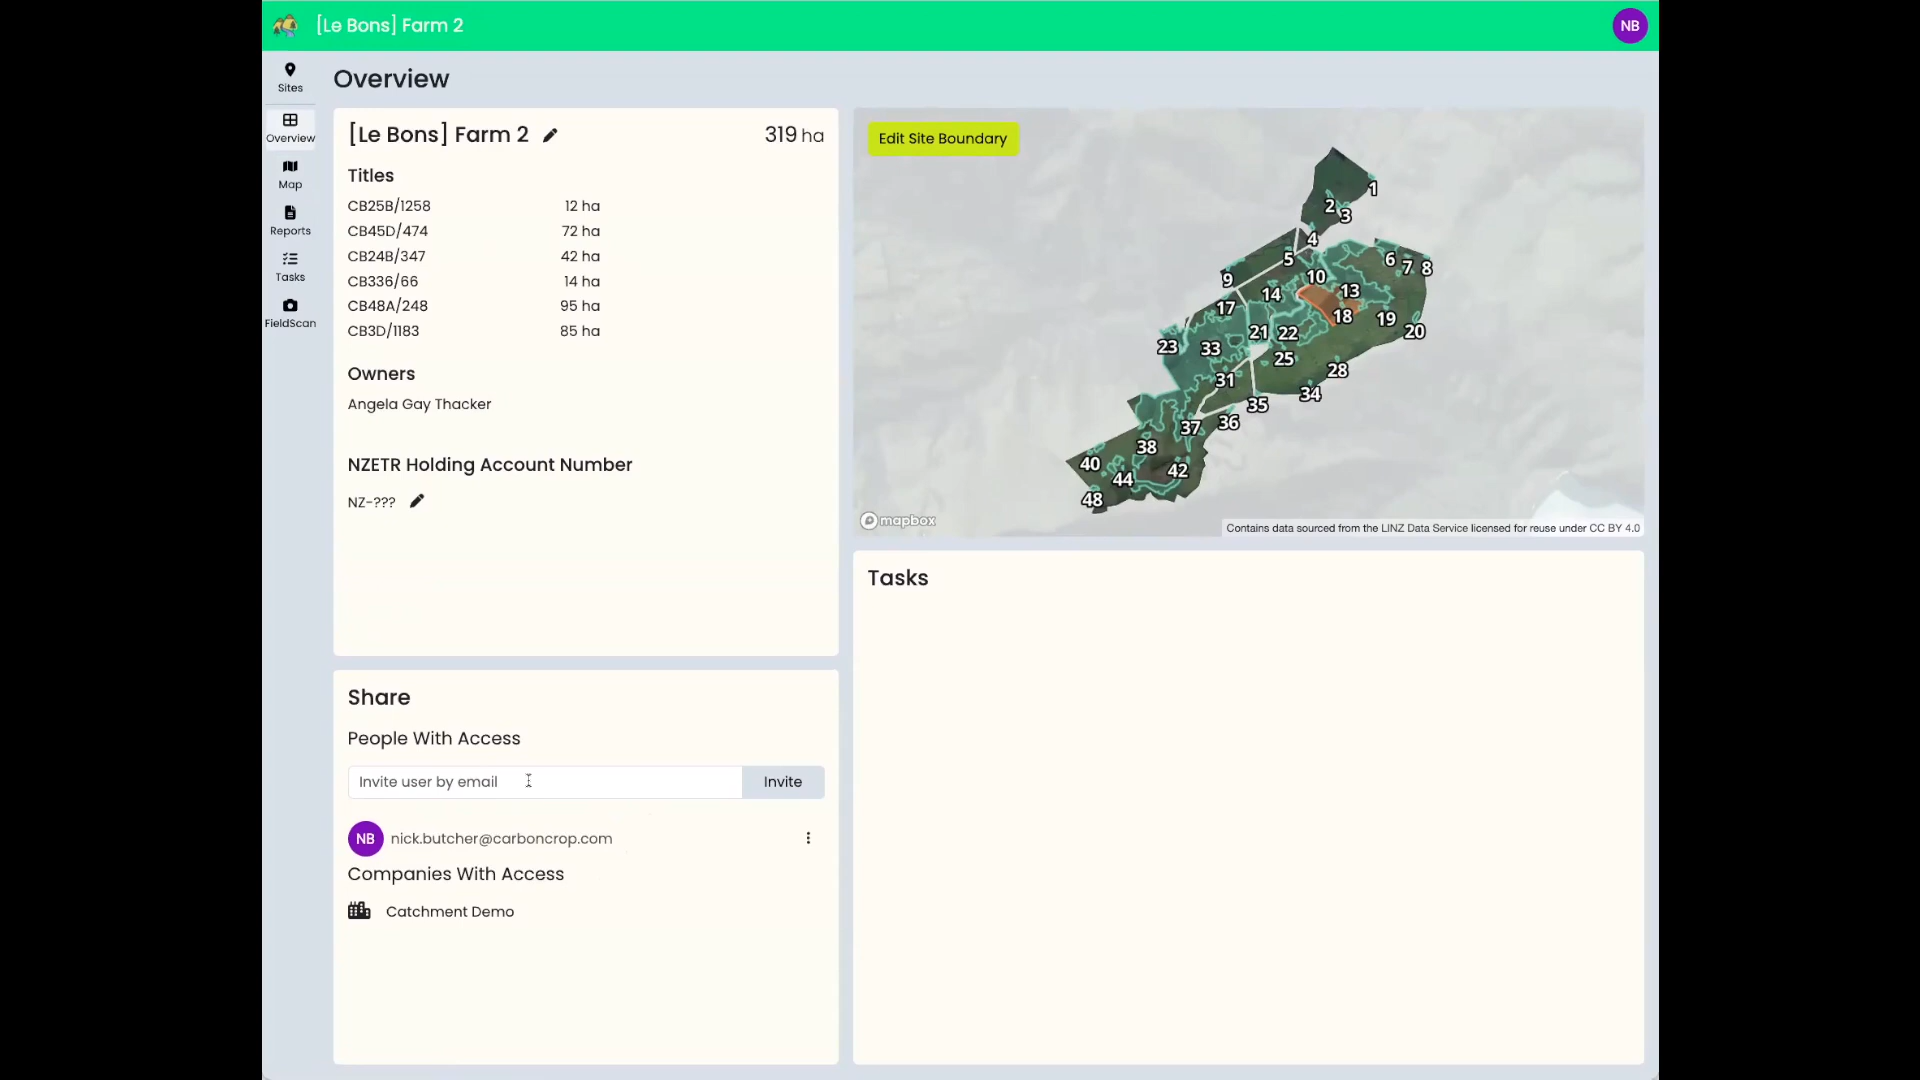 [Le Bons] Farm 2
NB
Sites
Overview
Map
Reports
Tasks
FieldScan
Overview
[Le Bons] Farm 2
319 ha
Titles
CB25B/1258 12 ha
CB45D/474 72 ha
CB24B/347 42 ha
CB336/66 14 ha
CB48A/248 95 ha
CB3D/1183 85 ha
Owners
Angela Gay Thacker
NZETR Holding Account Number
NZ-???
Edit Site Boundary
1
2
3
4
5
6
7
8
9
10
13
14
17
18
19
20
21
22
23
33
25
28
31
34
35
36
37
38
40
42
44
48
mapbox
Contains data sourced from the LINZ Data Service licensed for reuse under CC BY 4.0
Share
People With Access
Invite user by email
Invite
NB nick.butcher@carboncrop.com
Companies With Access
Catchment Demo
Tasks